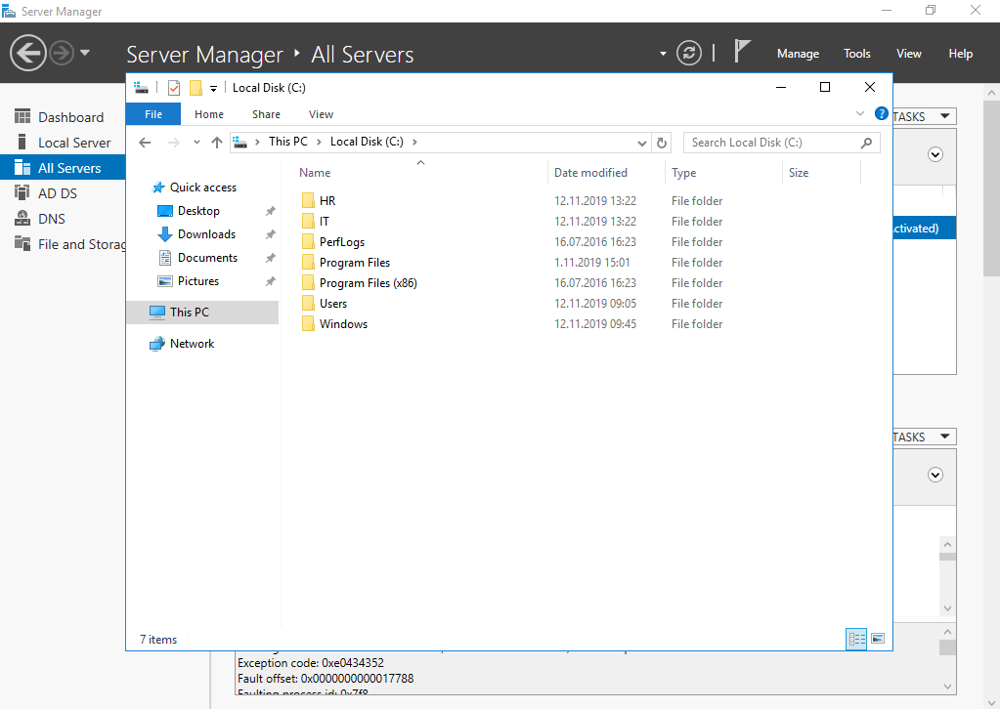 Server Manager
Server Manager All Servers
Manage Tools View Help
Dashboard
Local Server
All Servers
AD DS
DNS
File and Storag
Local Disk (C:)
File Home Share View
This PC Local Disk (C:)
Search Local Disk (C:)
Quick access
Desktop
Downloads
Documents
Pictures
This PC
Network
Name Date modified Type Size
HR 12.11.2019 13:22 File folder
IT 12.11.2019 13:22 File folder
PerfLogs 16.07.2016 16:23 File folder
Program Files 1.11.2019 15:01 File folder
Program Files (x86) 16.07.2016 16:23 File folder
Users 12.11.2019 09:05 File folder
Windows 12.11.2019 09:45 File folder
7 items
TASKS
ctivated)
TASKS
Exception code: 0xe0434352
Fault offset: 0x0000000000017788
Faulting process id: 0x7f8